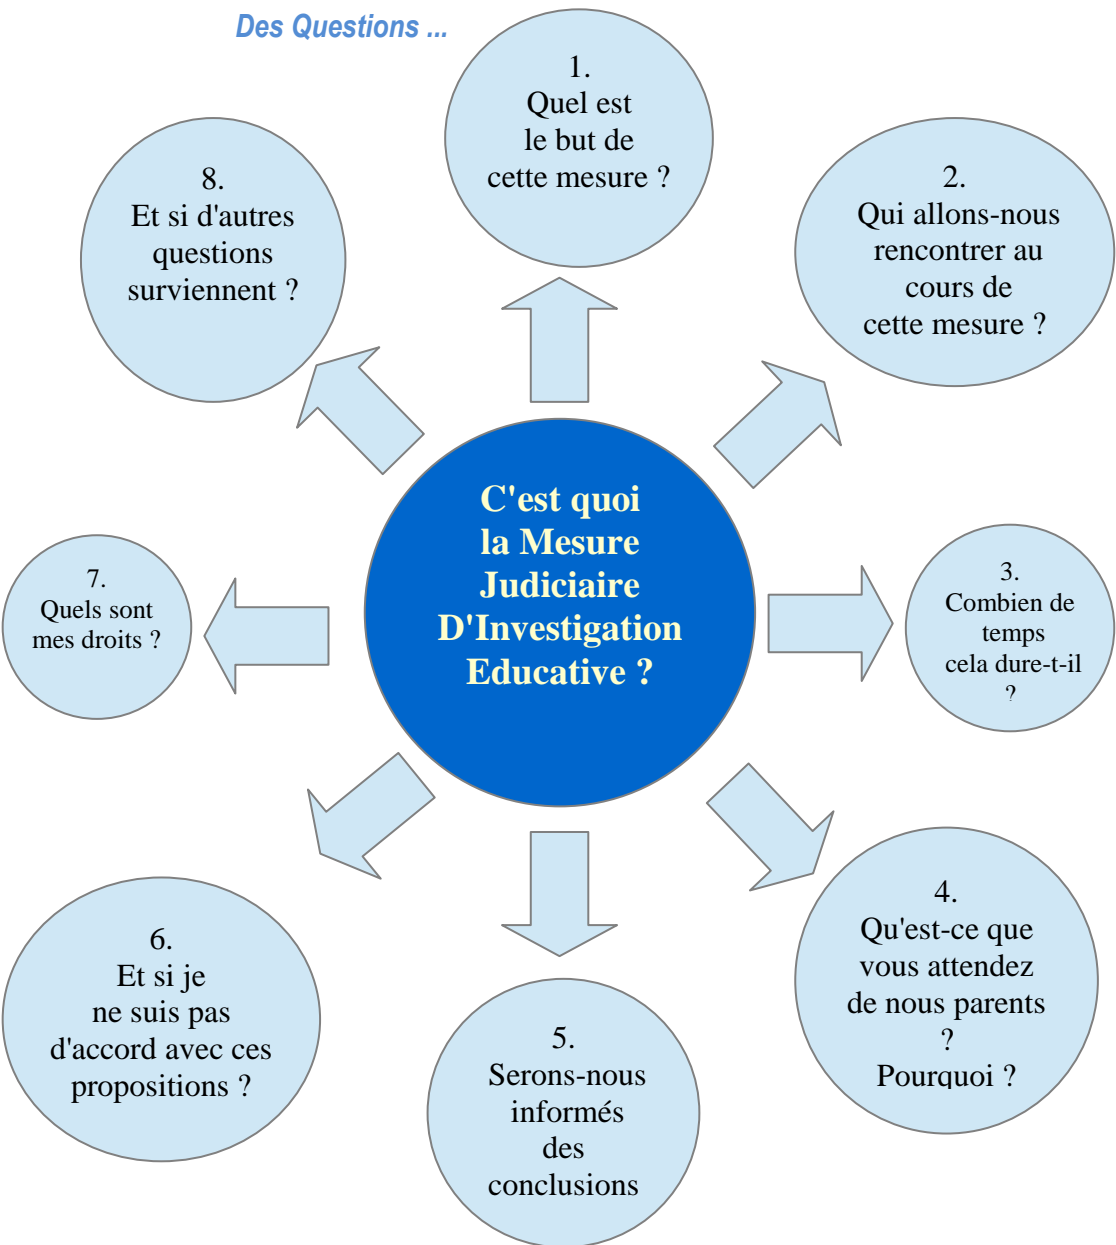 Des Questions ...
1.
Quel est
le but de
cette mesure ?
2.
Qui allons-nous
rencontrer au
cours de
cette mesure ?
3.
Combien de
temps
cela dure-t-il
?
4.
Qu'est-ce que
vous attendez
de nous parents
?
Pourquoi ?
5.
Serons-nous
informés
des
conclusions
6.
Et si je
ne suis pas
d'accord avec ces
propositions ?
7.
Quels sont
mes droits ?
8.
Et si d'autres
questions
surviennent ?
C'est quoi
la Mesure
Judiciaire
D'Investigation
Educative ?